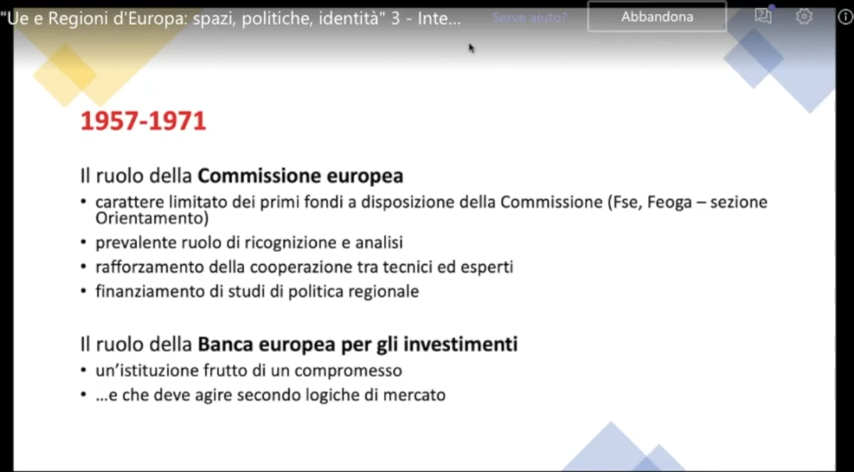 "Ue e Regioni d'Europa: spazi, politiche, identità" 3 - Inte...
Serve aiuto?
Abbandona
1957-1971
Il ruolo della Commissione europea
• carattere limitato dei primi fondi a disposizione della Commissione (Fse, Feoga – sezione
Orientamento)
• prevalente ruolo di ricognizione e analisi
• rafforzamento della cooperazione tra tecnici ed esperti
• finanziamento di studi di politica regionale
Il ruolo della Banca europea per gli investimenti
• un'istituzione frutto di un compromesso
• ...e che deve agire secondo logiche di mercato